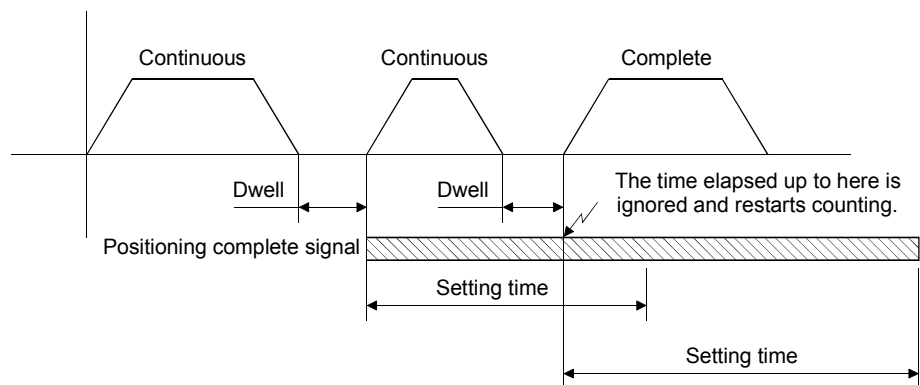 Continuous
Continuous
Complete
Dwell
Dwell
The time elapsed up to here is
ignored and restarts counting.
Positioning complete signal
Setting time
Setting time